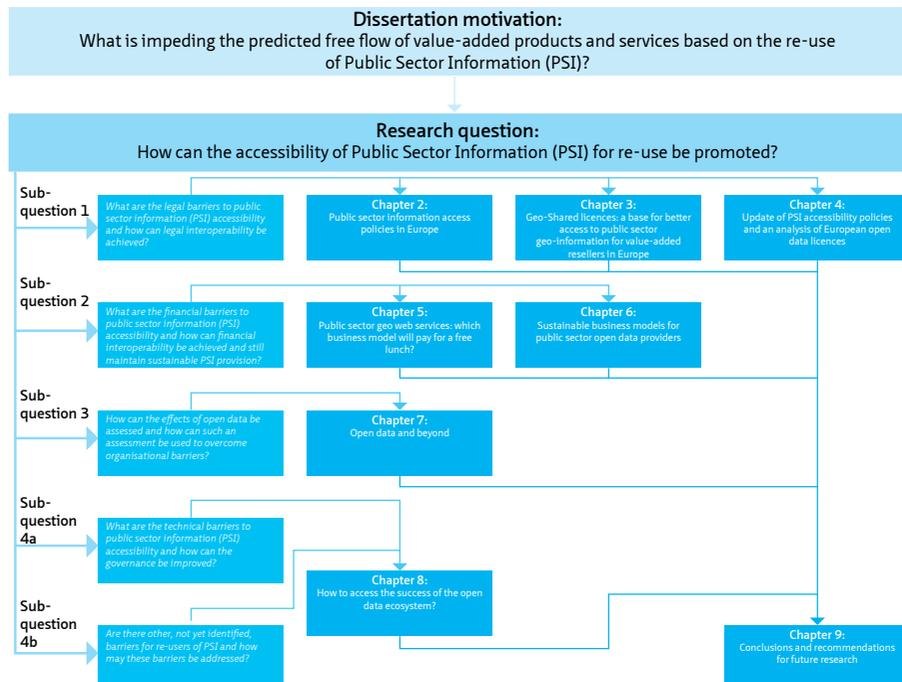 Dissertation motivation:
What is impeding the predicted free flow of value-added products and services based on the re-use
of Public Sector Information (PSI)?
Research question:
How can the accessibility of Public Sector Information (PSI) for re-use be promoted?
Sub-
question 1
What are the legal barriers to public
sector information (PSI) accessibility
and how can legal interoperability be
achieved?
Chapter 2:
Public sector information access
policies in Europe
Chapter 3:
Geo-Shared licences: a base for better
access to public sector
geo-information for value-added
resellers in Europe
Chapter 4:
Update of PSI accessibility policies
and an analysis of European open
data licences
Sub-
question 2
What are the financial barriers to
public sector information (PSI)
accessibility and how can financial
interoperability be achieved and still
maintain sustainable PSI provision?
Chapter 5:
Public sector geo web services: which
business model will pay for a free
lunch?
Chapter 6:
Sustainable business models for
public sector open data providers
Sub-
question 3
How can the effects of open data be
assessed and how can such an
assessment be used to overcome
organisational barriers?
Chapter 7:
Open data and beyond
Sub-
question
4a
What are the technical barriers to
public sector information (PSI)
accessibility and how can the
governance be improved?
Chapter 8:
How to access the success of the open
data ecosystem?
Sub-
question
4b
Are there other, not yet identified,
barriers for re-users of PSI and how
may these barriers be addressed?
Chapter 9:
Conclusions and recommendations
for future research